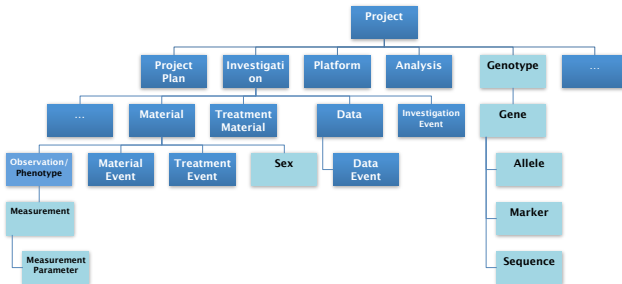 Project
Project
Plan
Investigati
on
Platform
Analysis
Genotype
...
...
Material
Treatment
Material
Data
Investigation
Event
Gene
Observation/
Phenotype
Material
Event
Treatment
Event
Sex
Data
Event
Allele
Measurement
Marker
Measurement
Parameter
Sequence